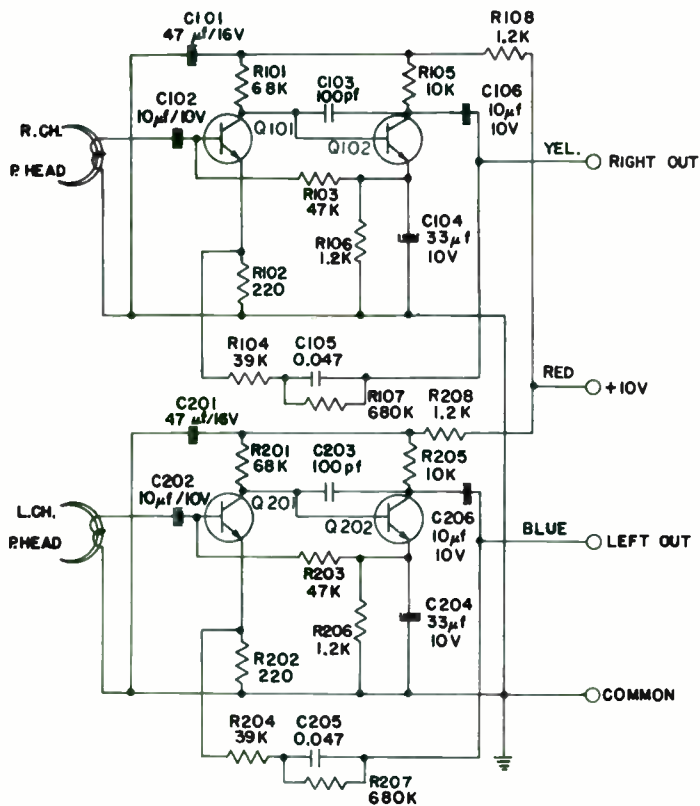 C101
47 µf/16V
R108
1.2K
R101
68K
C103
100pf
R105
10K
C106
10µf
10V
C102
10µf/10V
R.CH.
P.HEAD
Q101
Q102
YEL.
RIGHT OUT
R103
47K
C104
33µf
10V
R106
1.2K
R102
220
R104
39K
C105
0.047
R107
680K
RED
+10V
C201
47 µf/16V
R208
1.2K
R201
68K
C203
100pf
R205
10K
C202
10µf/10V
L.CH.
P.HEAD
Q201
Q202
C206
10µf
10V
BLUE
LEFT OUT
R203
47K
C204
33µf
10V
R206
1.2K
R202
220
COMMON
R204
39K
C205
0.047
R207
680K